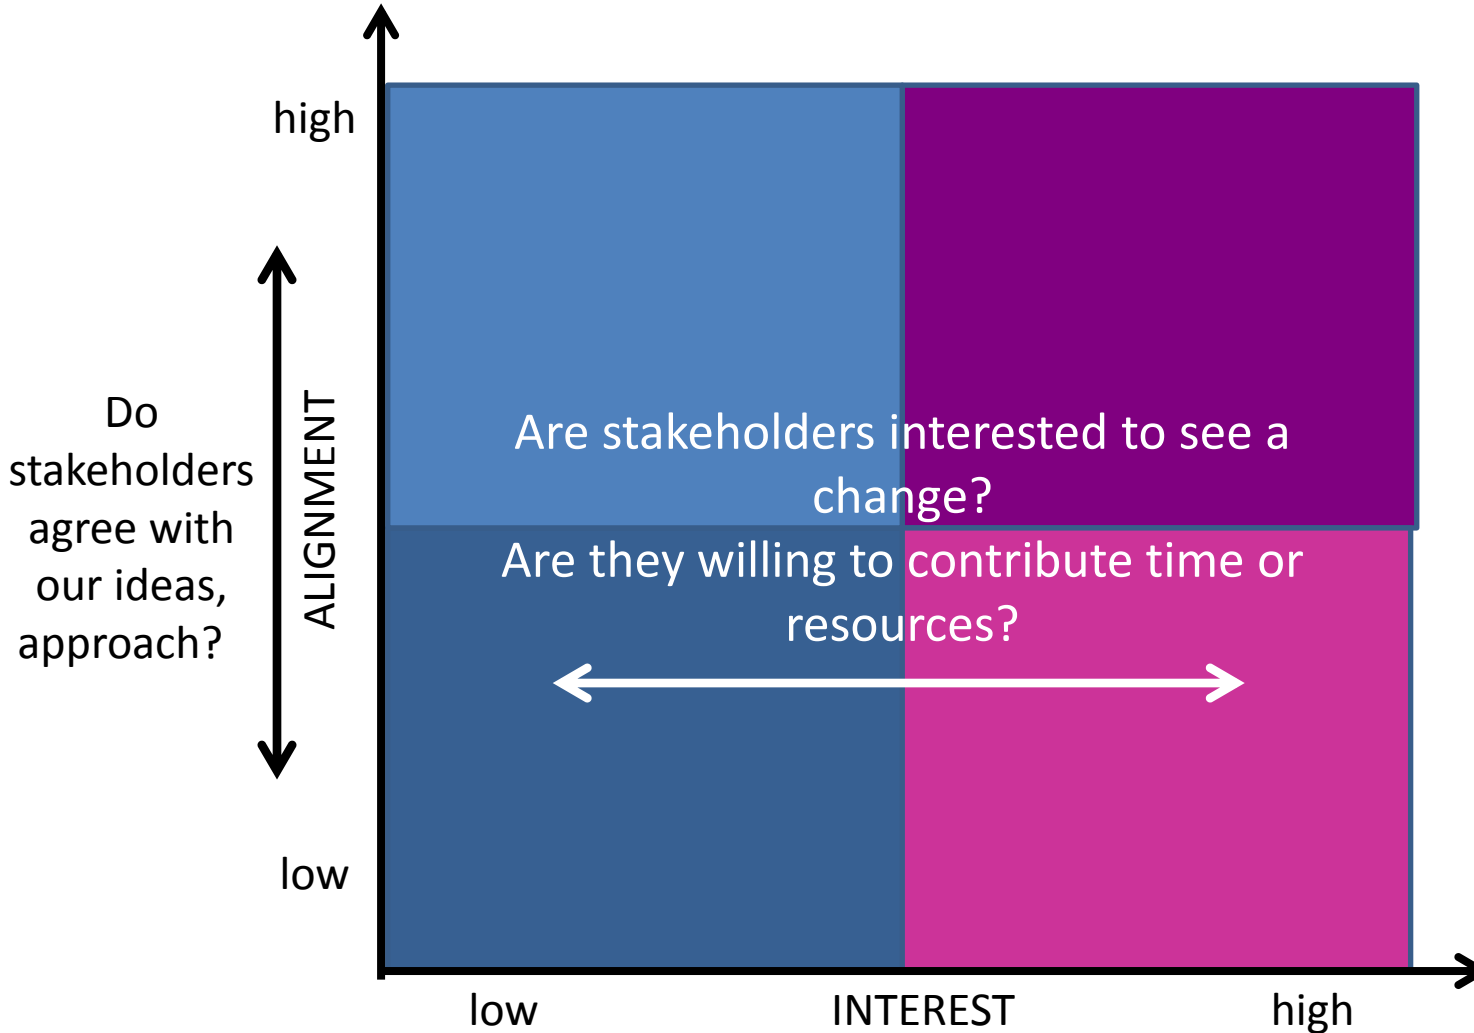 high
Do
stakeholders
agree with
our ideas,
approach?
ALIGNMENT
Are stakeholders interested to see a
change?
Are they willing to contribute time or
resources?
low
low
INTEREST
high